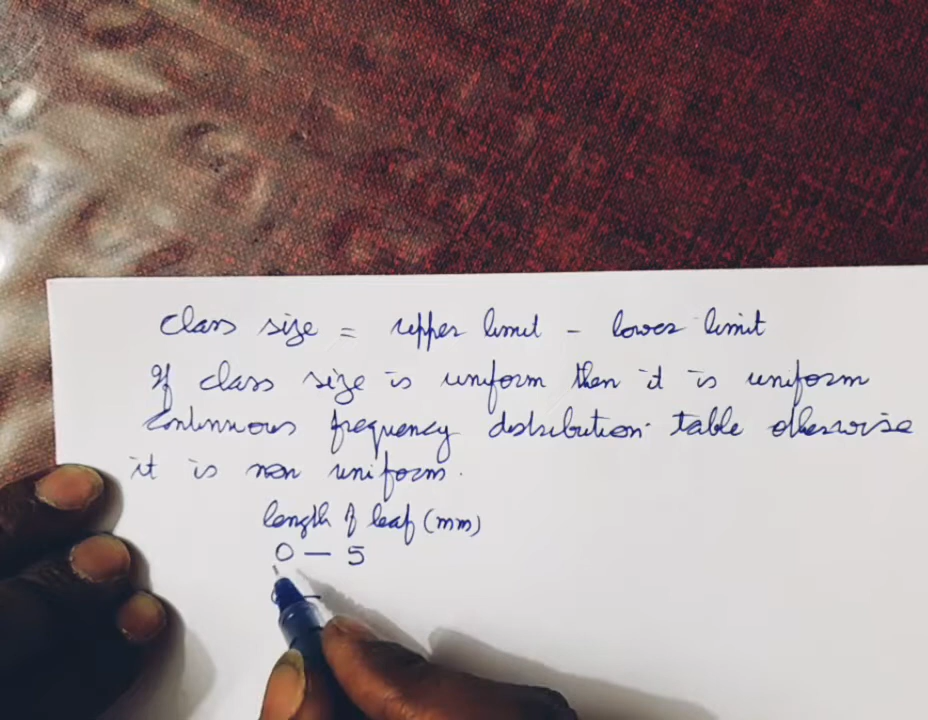 Class size = upper limit - lower limit
If class size is uniform then it is uniform
Continuous frequency distribution table otherwise
it is non uniform.
length of leaf (mm)
0 - 5